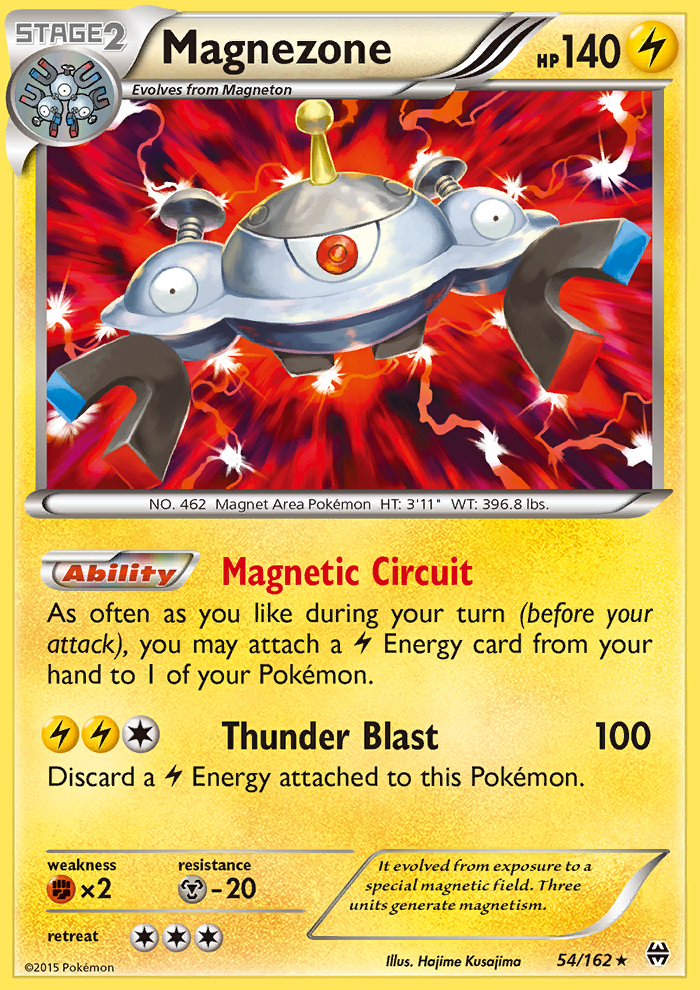 STAGE2
Magnezone
HP140
Evolves from Magneton
NO. 462 Magnet Area Pokémon HT: 3'11" WT: 396.8 lbs.
Ability Magnetic Circuit
As often as you like during your turn (before your
attack), you may attach a Energy card from your
hand to 1 of your Pokémon.
Thunder Blast 100
Discard a Energy attached to this Pokémon.
weakness resistance
×2 -20
retreat
It evolved from exposure to a
special magnetic field. Three
units generate magnetism.
Illus. Hajime Kusajima
54/162 ★
©2015 Pokémon